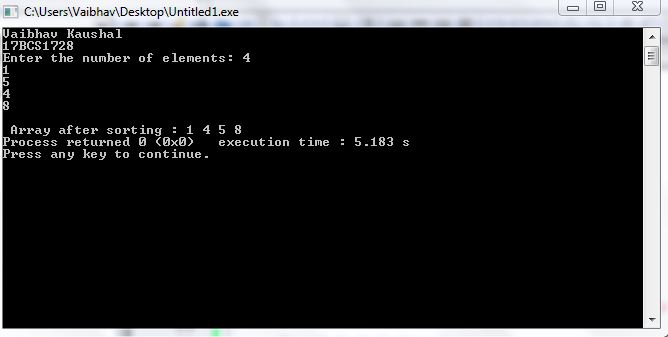 C:\Users\Vaibhav\Desktop\Untitled1.exe
Vaibhav Kaushal
17BCS1728
Enter the number of elements: 4
1
5
4
8
Array after sorting : 1 4 5 8
Process returned 0 (0x0)   execution time : 5.183 s
Press any key to continue.